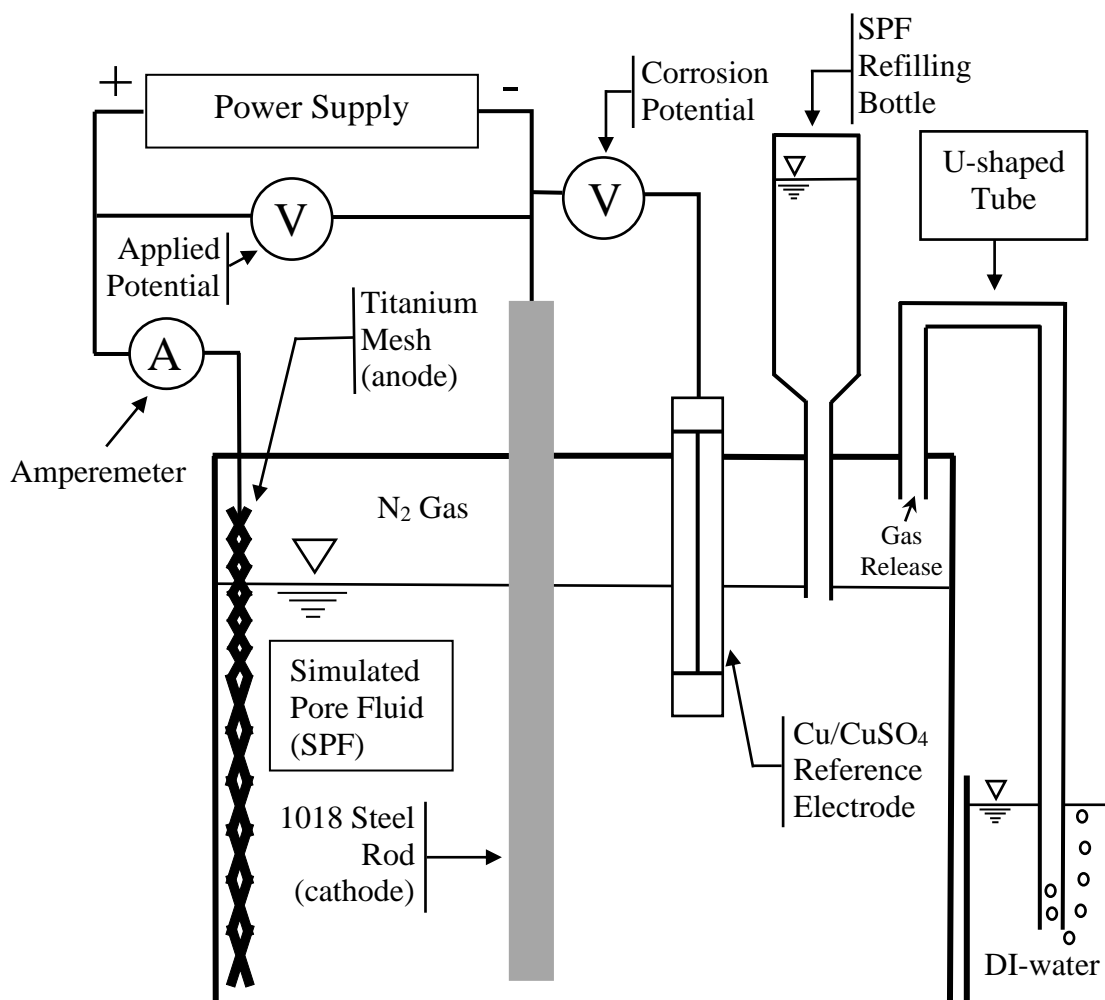 SPF
Refilling
Bottle
Corrosion
Potential
+
-
Power Supply
U-shaped
Tube
V
V
Applied
Potential
Titanium
Mesh
(anode)
A
Amperemeter
N₂ Gas
Gas
Release
Simulated
Pore Fluid
(SPF)
Cu/CuSO₄
Reference
Electrode
1018 Steel
Rod
(cathode)
DI-water